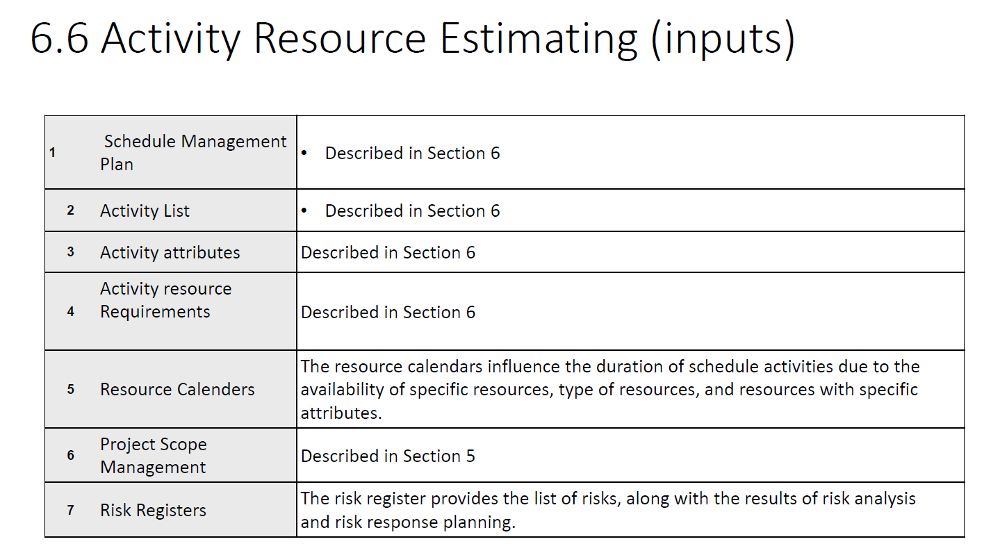 6.6 Activity Resource Estimating (inputs)
1 Schedule Management
Plan
• Described in Section 6
2 Activity List
• Described in Section 6
3 Activity attributes
Described in Section 6
4 Activity resource
Requirements
Described in Section 6
5 Resource Calenders
The resource calendars influence the duration of schedule activities due to the
availability of specific resources, type of resources, and resources with specific
attributes.
6 Project Scope
Management
Described in Section 5
7 Risk Registers
The risk register provides the list of risks, along with the results of risk analysis
and risk response planning.